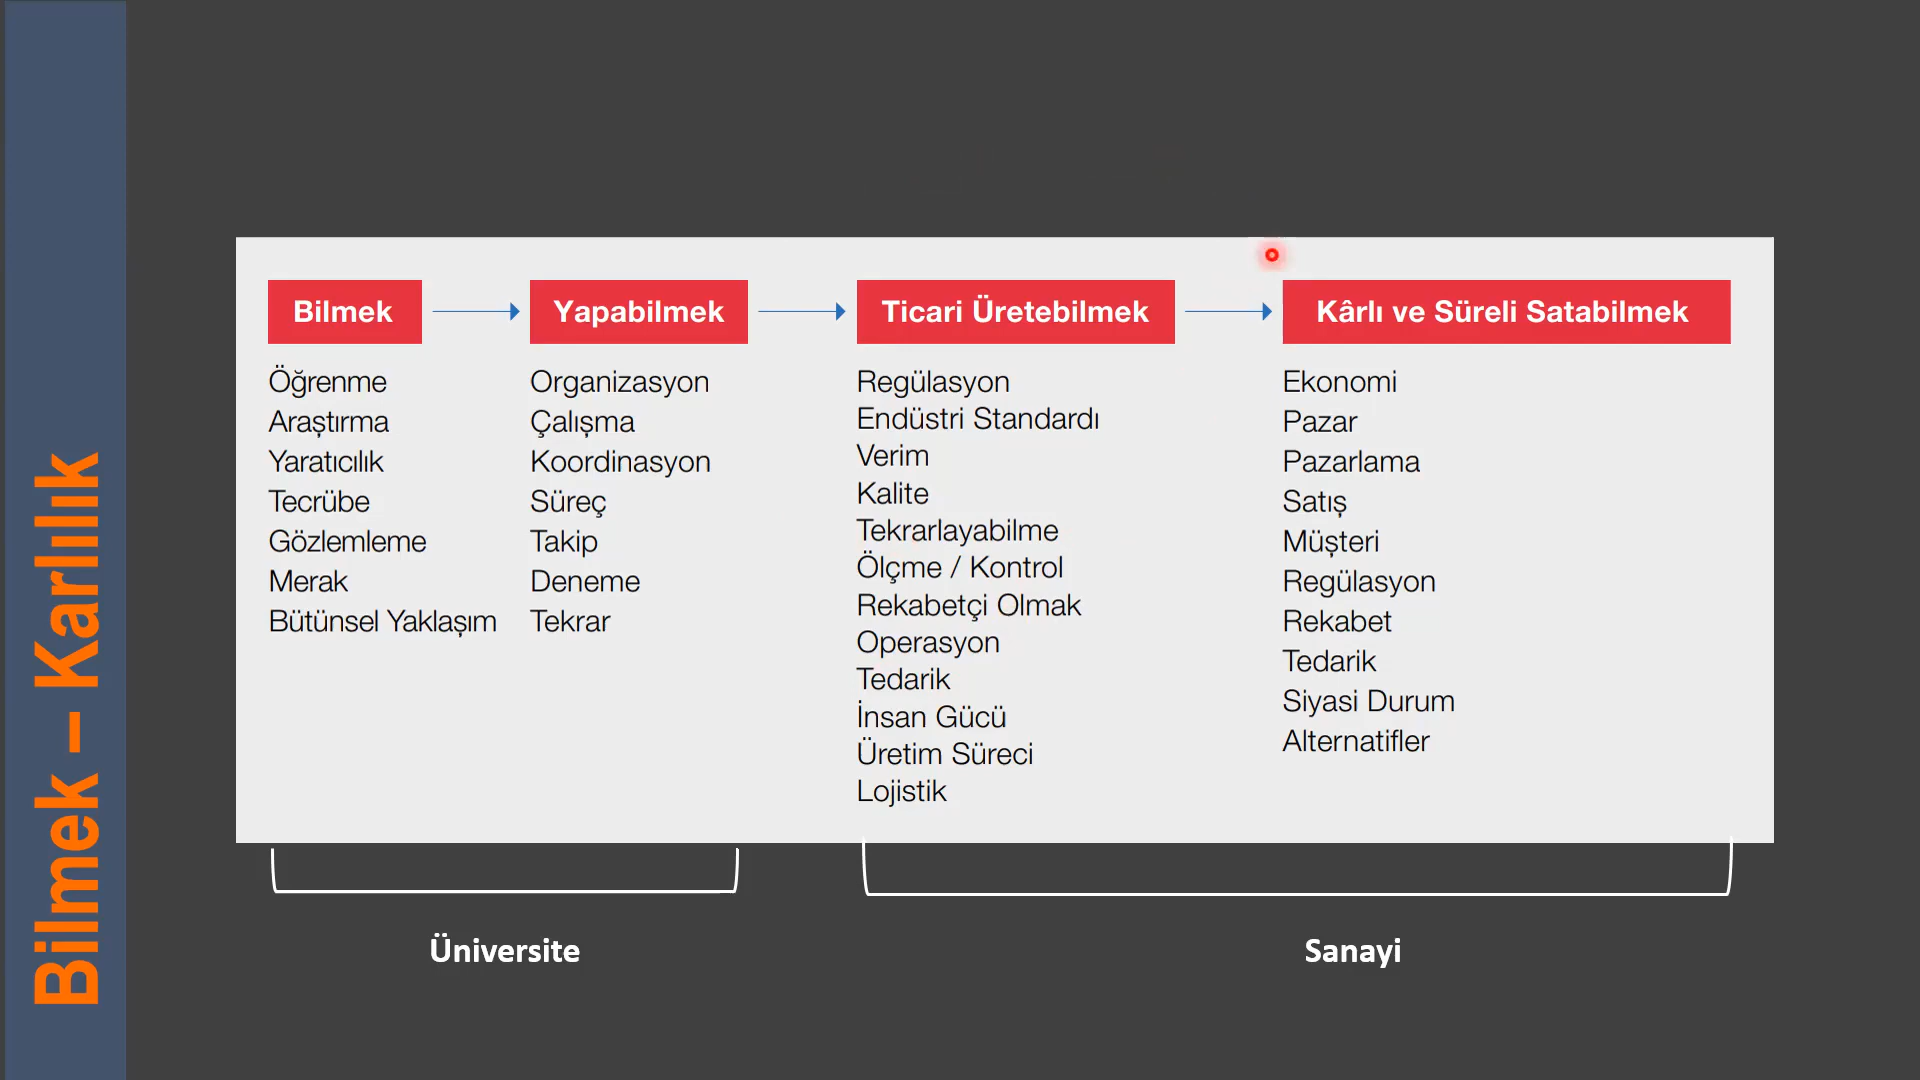 Bilmek – Karlılık
Bilmek
Öğrenme
Araştırma
Yaratıcılık
Tecrübe
Gözlemleme
Merak
Bütünsel Yaklaşım
Yapabilmek
Organizasyon
Çalışma
Koordinasyon
Süreç
Takip
Deneme
Tekrar
Ticari Üretebilmek
Regülasyon
Endüstri Standardı
Verim
Kalite
Tekrarlayabilme
Ölçme / Kontrol
Rekabetçi Olmak
Operasyon
Tedarik
İnsan Gücü
Üretim Süreci
Lojistik
Kârlı ve Süreli Satabilmek
Ekonomi
Pazar
Pazarlama
Satış
Müşteri
Regülasyon
Rekabet
Tedarik
Siyasi Durum
Alternatifler
Üniversite
Sanayi